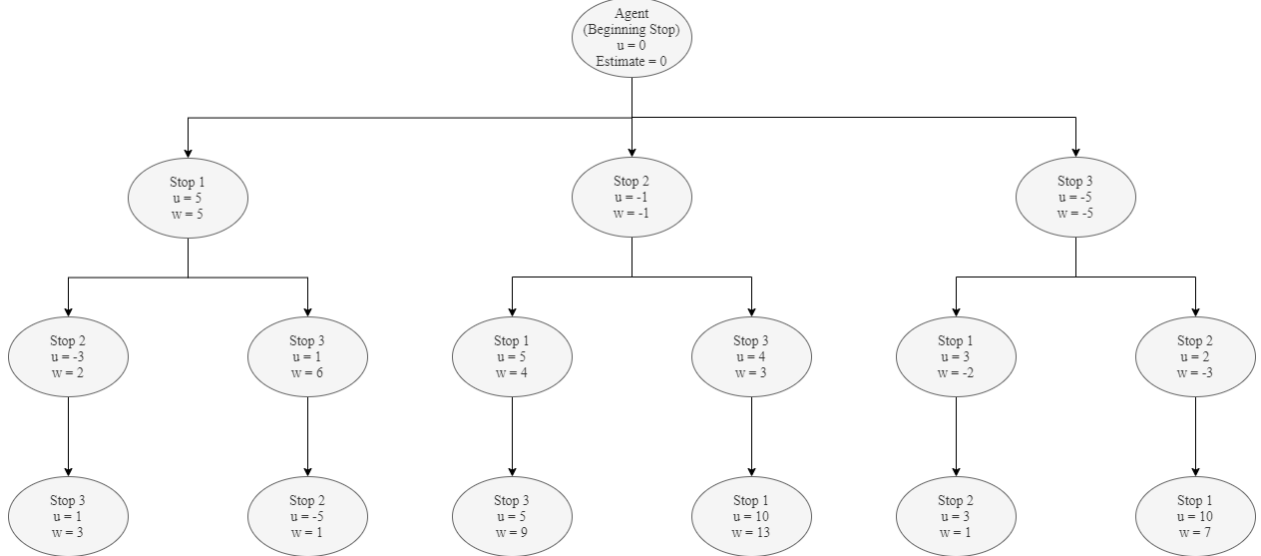 Agent
(Beginning Stop)
u = 0
Estimate = 0
Stop 1
u = 5
w = 5
Stop 2
u = -1
w = -1
Stop 3
u = -5
w = -5
Stop 2
u = -3
w = 2
Stop 3
u = 1
w = 6
Stop 1
u = 5
w = 4
Stop 3
u = 4
w = 3
Stop 1
u = 3
w = -2
Stop 2
u = 2
w = -3
Stop 3
u = 1
w = 3
Stop 2
u = -5
w = 1
Stop 3
u = 5
w = 9
Stop 1
u = 10
w = 13
Stop 2
u = 3
w = 1
Stop 1
u = 10
w = 7